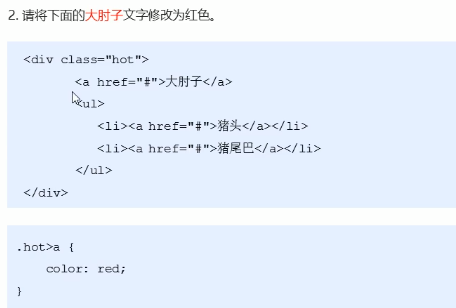 2. 请将下面的大肘子文字修改为红色。
<div class="hot">
<a href="#">大肘子</a>
<ul>
<li><a href="#">猪头</a></li>
<li><a href="#">猪尾巴</a></li>
</ul>
</div>
.hot>a {
color: red;
}